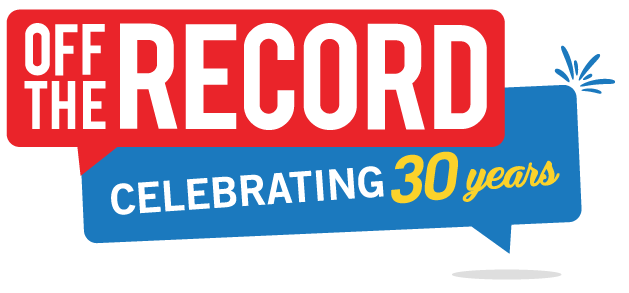 OFF
THE
RECORD
CELEBRATING 30 years